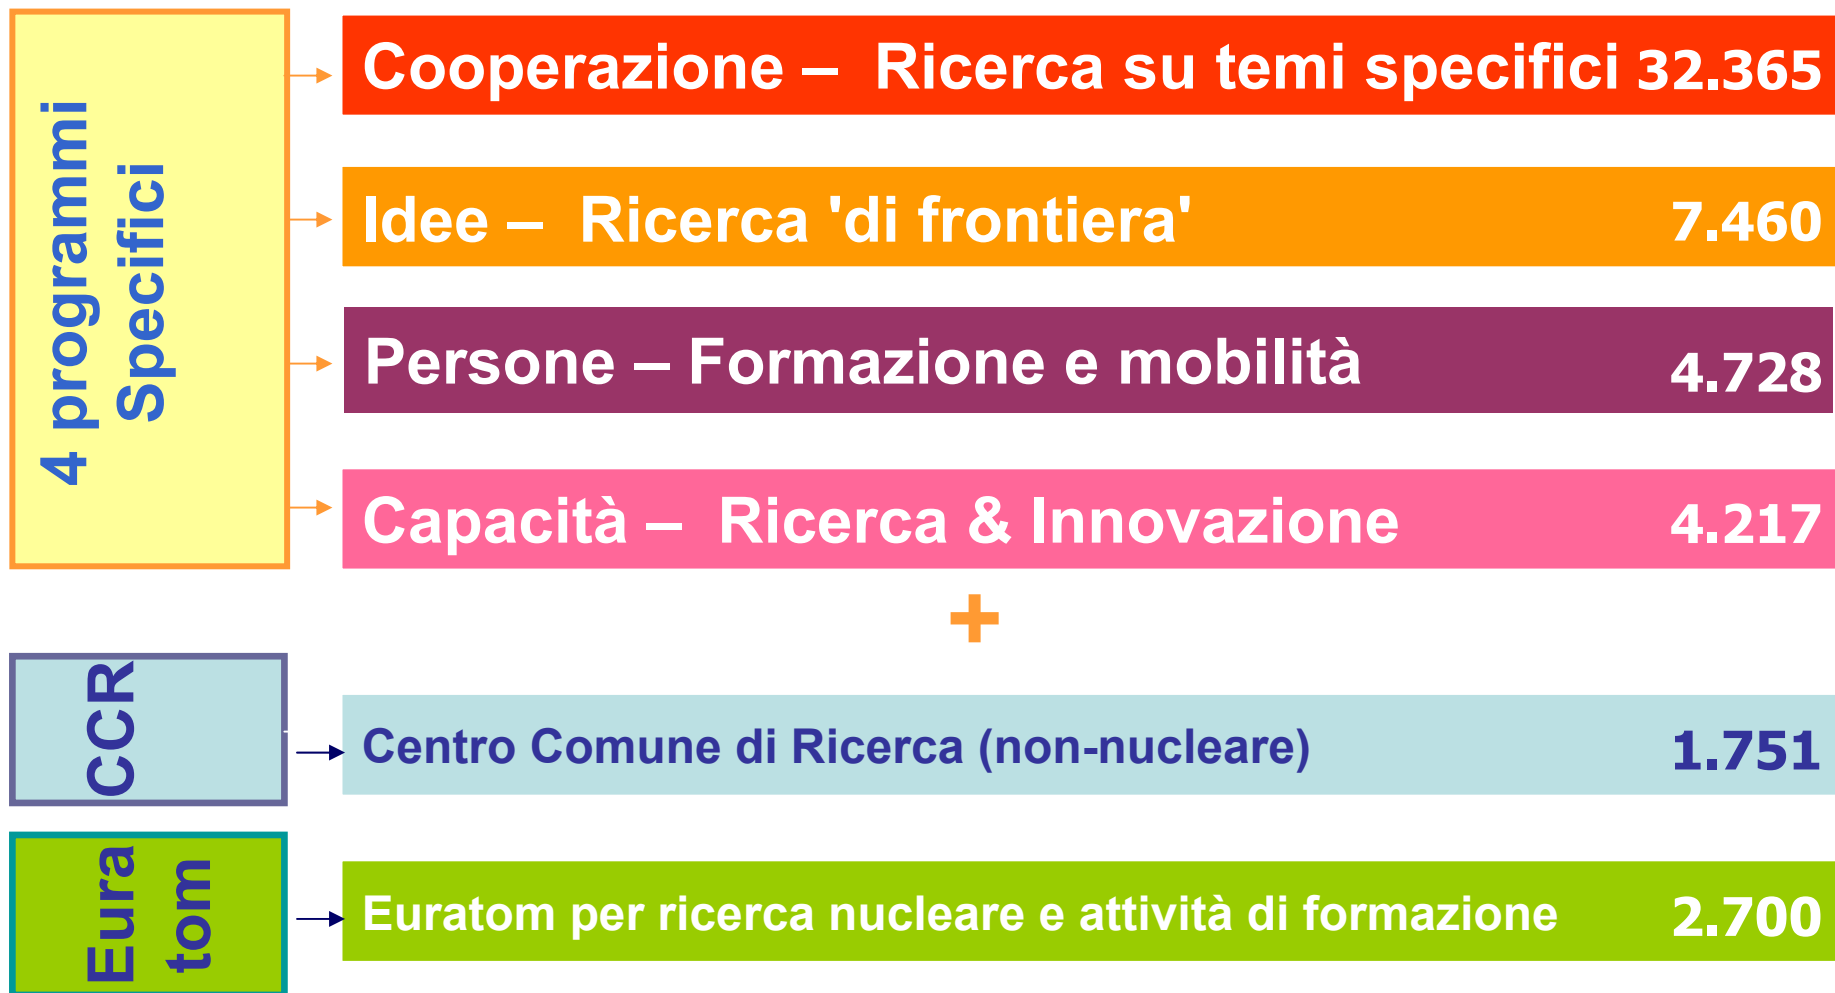 4 programmi
Specifici
Cooperazione – Ricerca su temi specifici 32.365
Idee – Ricerca 'di frontiera' 7.460
Persone – Formazione e mobilità 4.728
Capacità – Ricerca & Innovazione 4.217
+
CCR
Centro Comune di Ricerca (non-nucleare) 1.751
Eura
tom
Euratom per ricerca nucleare e attività di formazione 2.700